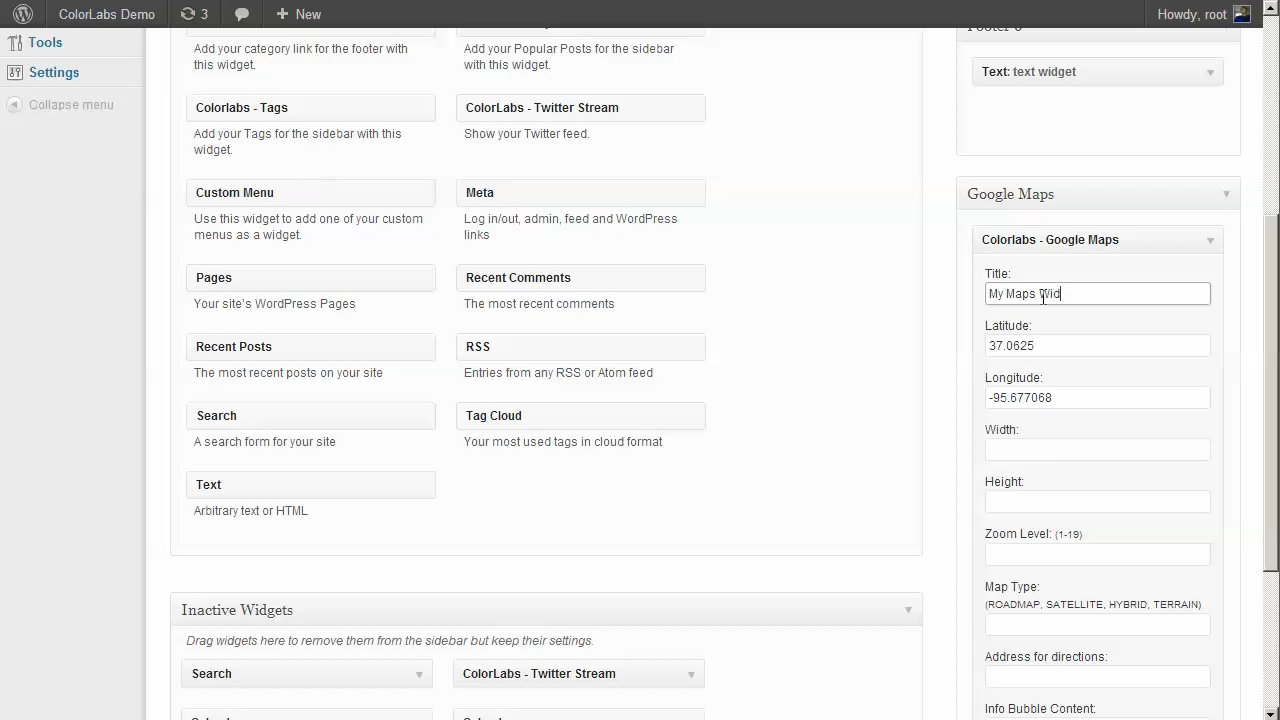 ColorLabs Demo
3
New
Howdy, root
Tools
Settings
Collapse menu
Add your category link for the footer with
this widget.
Add your Popular Posts for the sidebar
with this widget.
Colorlabs - Tags
Add your Tags for the sidebar with this
widget.
ColorLabs - Twitter Stream
Show your Twitter feed.
Custom Menu
Use this widget to add one of your custom
menus as a widget.
Meta
Log in/out, admin, feed and WordPress
links
Pages
Your site's WordPress Pages
Recent Comments
The most recent comments
Recent Posts
The most recent posts on your site
RSS
Entries from any RSS or Atom feed
Search
A search form for your site
Tag Cloud
Your most used tags in cloud format
Text
Arbitrary text or HTML
Inactive Widgets
Drag widgets here to remove them from the sidebar but keep their settings.
Search
ColorLabs - Twitter Stream
Text: text widget
Google Maps
Colorlabs - Google Maps
Title:
My Maps Wid
Latitude:
37.0625
Longitude:
-95.677068
Width:
Height:
Zoom Level: (1-19)
Map Type:
(ROADMAP, SATELLITE, HYBRID, TERRAIN)
Address for directions:
Info Bubble Content: